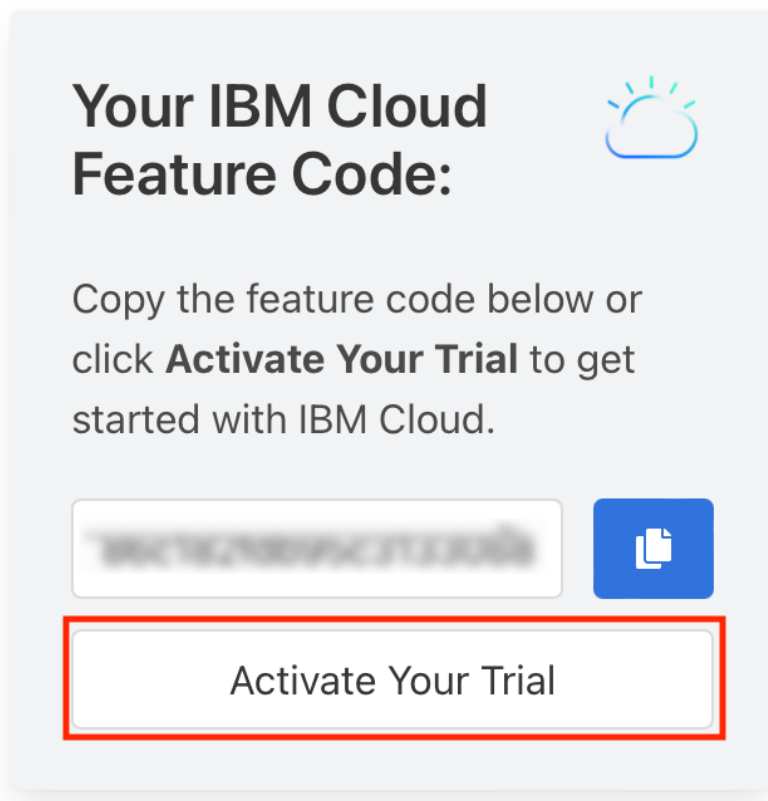 Your IBM Cloud
Feature Code:
Copy the feature code below or
click Activate Your Trial to get
started with IBM Cloud.
Activate Your Trial